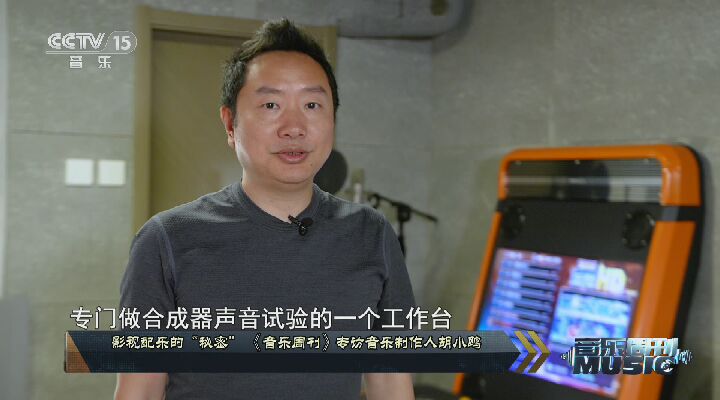 CCTV 15
音乐
HD
专门做合成器声音试验的一个工作台
影视配乐的“秘密” 《音乐周刊》专访音乐制作人胡小鸥
音乐周刊
MUSIC